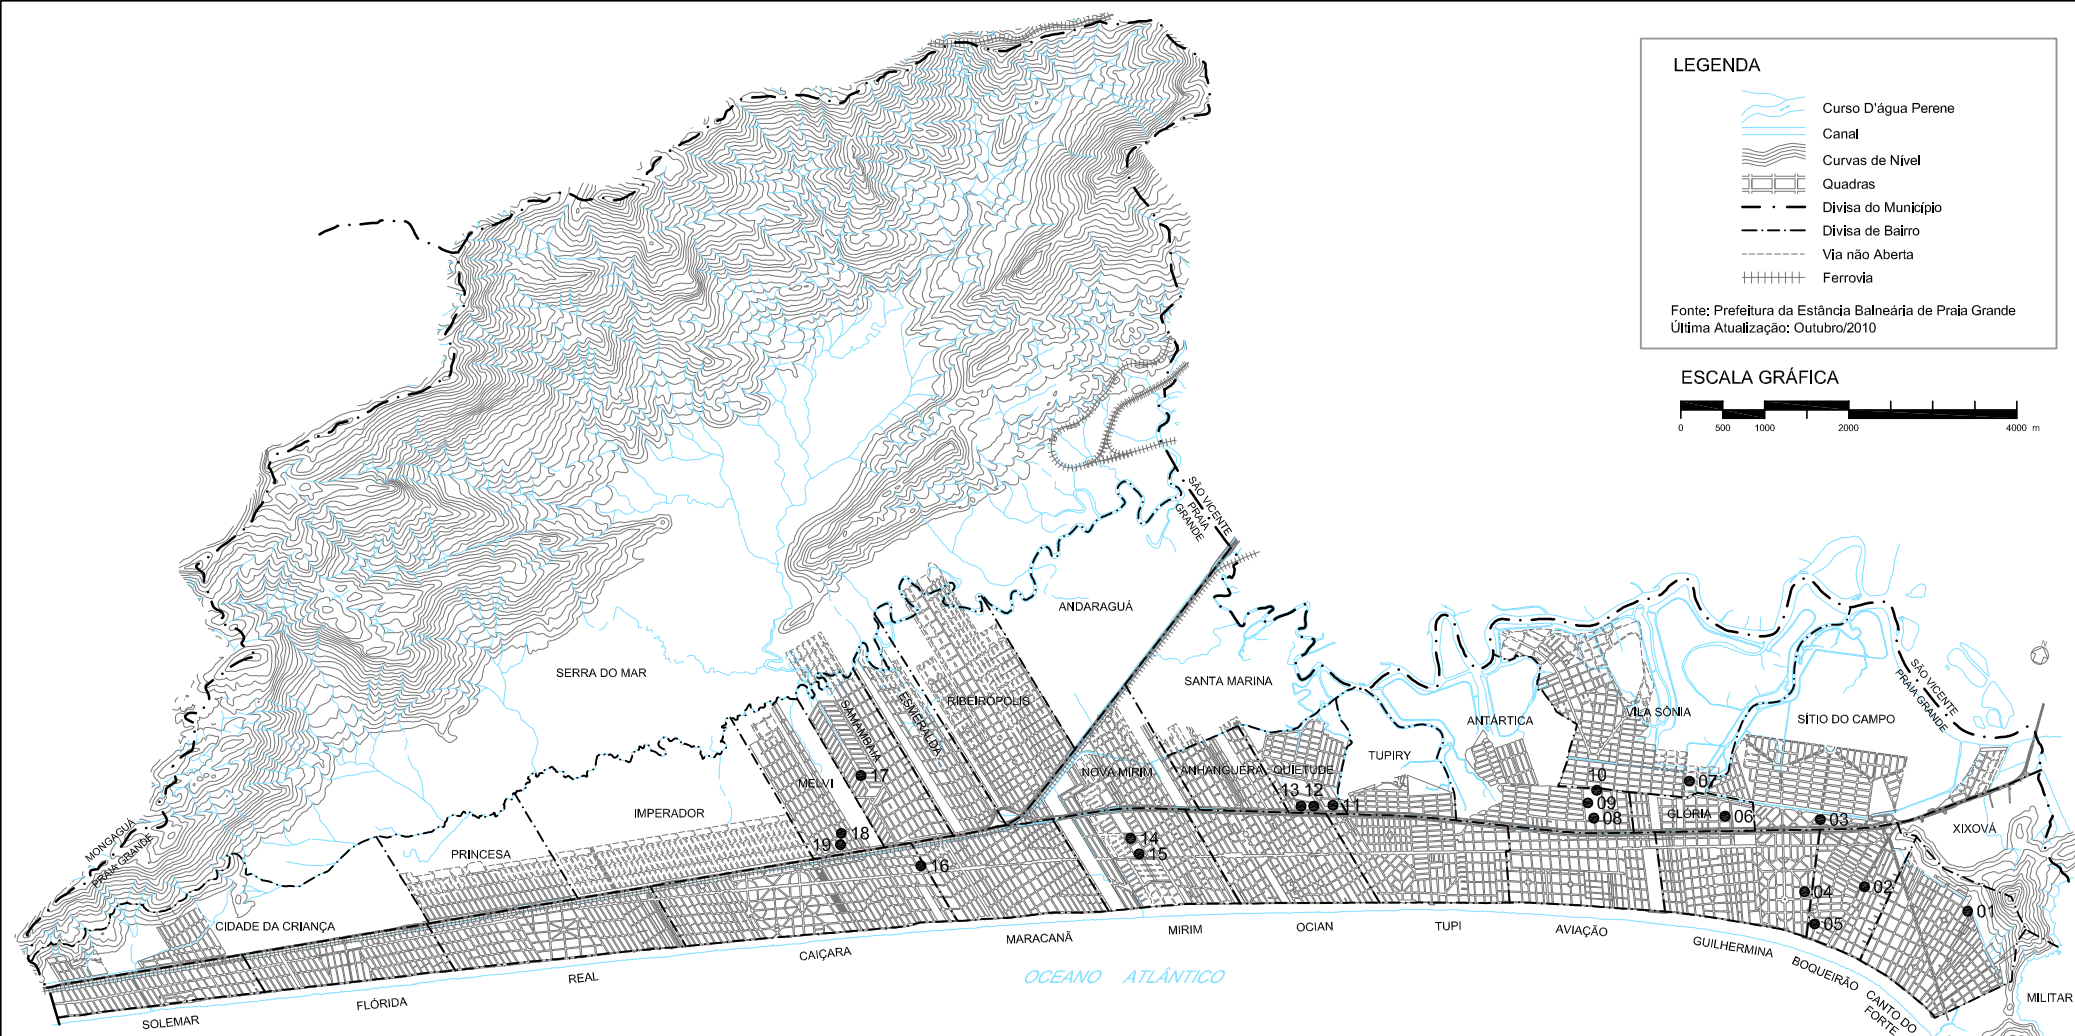 LEGENDA
Curso D'água Perene
Canal
Curvas de Nível
Quadras
Divisa do Município
Divisa de Bairro
Via não Aberta
Ferrovia
Fonte: Prefeitura da Estância Balneária de Praia Grande
Última Atualização: Outubro/2010
ESCALA GRÁFICA
0 500 1000 2000 4000 m
N
SÃO VICENTE
PRAIA
GRANDE
ANDARAGUÁ
SERRA DO MAR
SANTA MARINA
SÃO VICENTE
PRAIA GRANDE
RIBEIRÓPOLIS
ESMERALDA
SAMAMBAIA
ANTÁRTICA
VILA SÔNIA
SÍTIO DO CAMPO
TUPIRY
MELVI
NOVA MIRIM
ANHANGUERA
QUIETUDE
IMPERADOR
PRINCESA
GLÓRIA
XIXOVÁ
MONGAGUÁ
PRAIA GRANDE
CIDADE DA CRIANÇA
17
10
07
13
12
11
09
08
06
03
18
19
14
15
16
04
02
05
01
SOLEMAR
FLÓRIDA
REAL
CAIÇARA
MARACANÃ
MIRIM
OCIAN
TUPI
AVIAÇÃO
GUILHERMINA
BOQUEIRÃO
CANTO DO
FORTE
MILITAR
OCEANO ATLÂNTICO